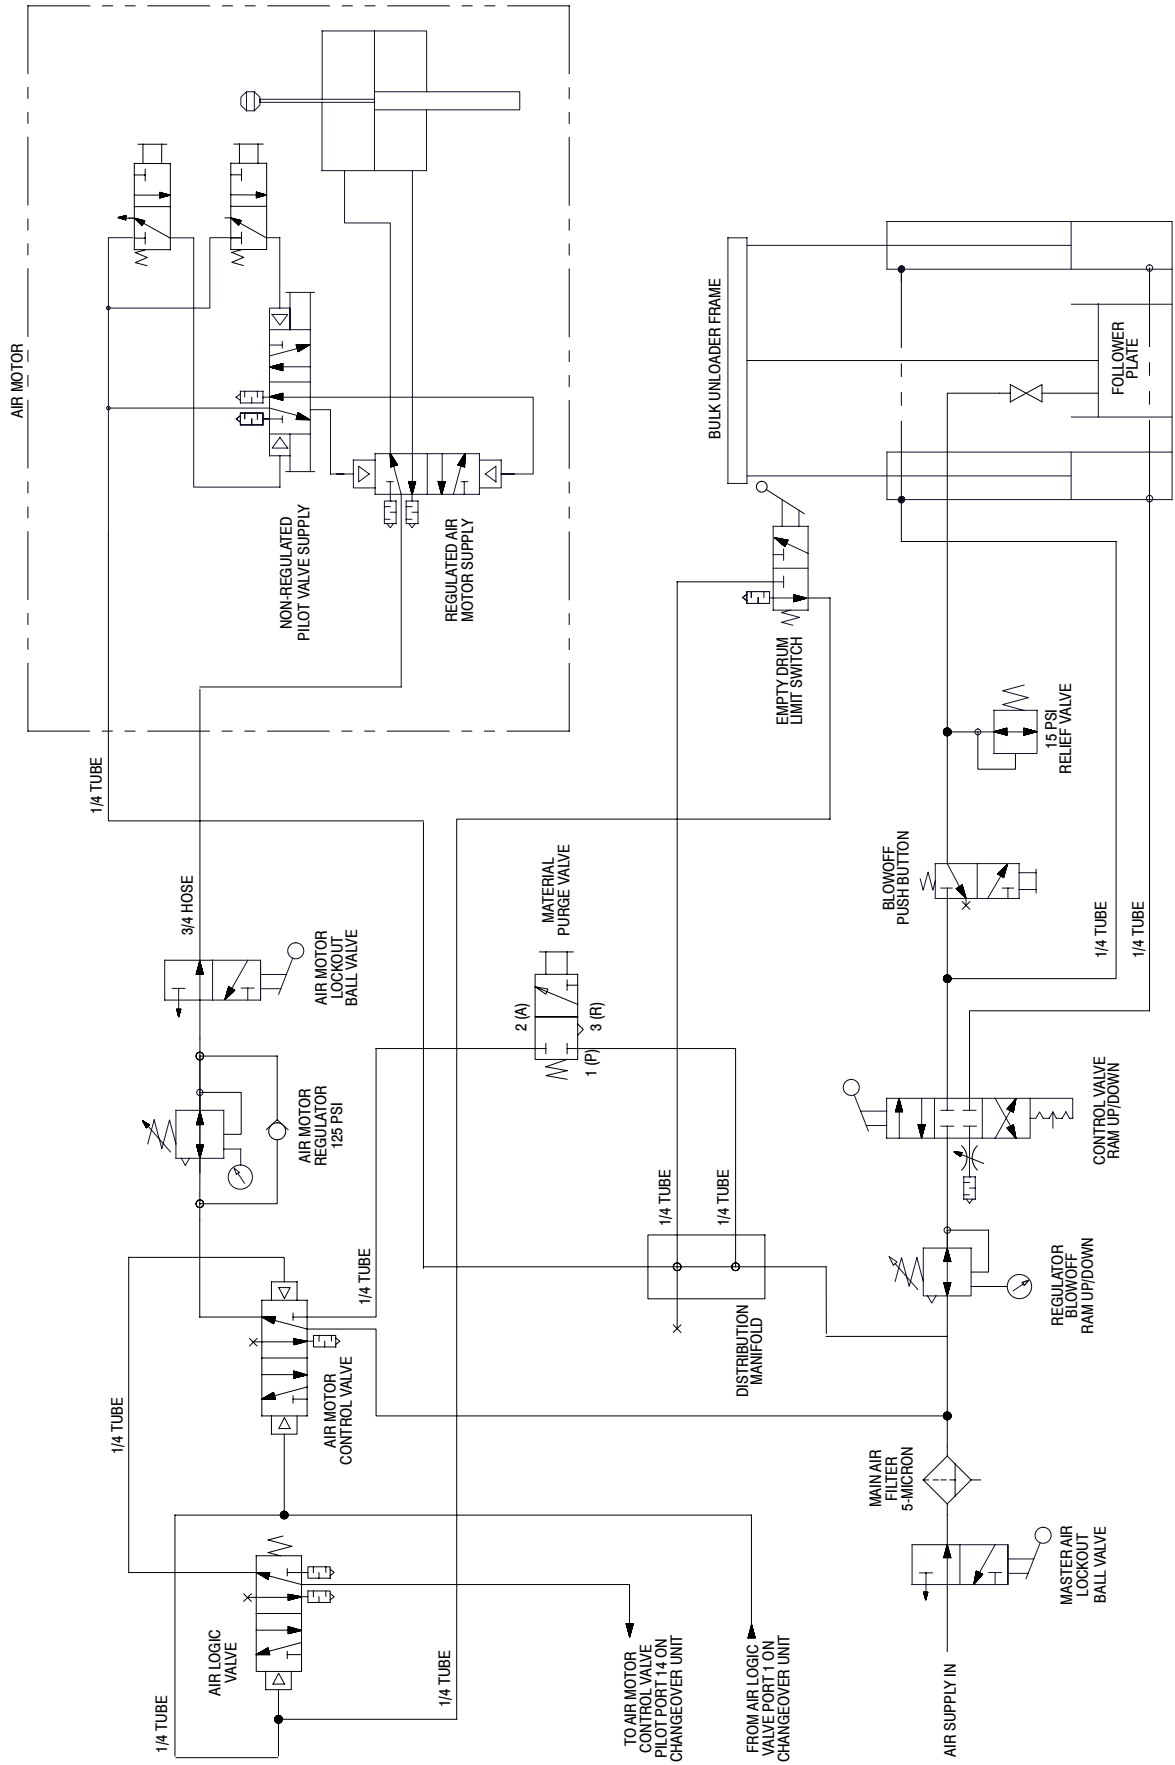 AIR MOTOR
NON-REGULATED
PILOT VALVE SUPPLY
REGULATED AIR
MOTOR SUPPLY
BULK UNLOADER FRAME
FOLLOWER
PLATE
EMPTY DRUM
LIMIT SWITCH
15 PSI
RELIEF VALVE
1/4 TUBE
3/4 HOSE
AIR MOTOR
LOCKOUT
BALL VALVE
MATERIAL
PURGE VALVE
2 (A)
3 (R)
1 (P)
BLOWOFF
PUSH BUTTON
1/4 TUBE
1/4 TUBE
AIR MOTOR
REGULATOR
125 PSI
CONTROL VALVE
RAM UP/DOWN
1/4 TUBE
1/4 TUBE
1/4 TUBE
REGULATOR
BLOWOFF
RAM UP/DOWN
DISTRIBUTION
MANIFOLD
AIR MOTOR
CONTROL VALVE
1/4 TUBE
MAIN AIR
FILTER
5-MICRON
MASTER AIR
LOCKOUT
BALL VALVE
AIR LOGIC
VALVE
1/4 TUBE
1/4 TUBE
TO AIR MOTOR
CONTROL VALVE
PILOT PORT 14 ON
CHANGEOVER UNIT
FROM AIR LOGIC
VALVE PORT 1 ON
CHANGEOVER UNIT
AIR SUPPLY IN